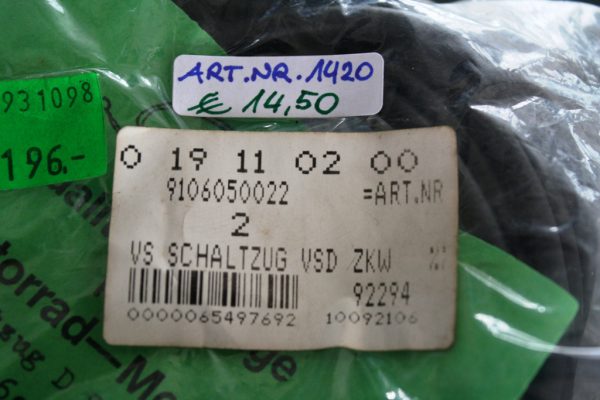 ART.NR.1420
€ 14,50
931098
196.-
0 19 11 02 00
9106050022 =ART.NR
2
VS SCHALTZUG VSD ZKW
92294
0000065497692 10092106